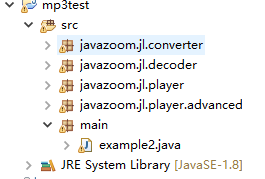 mp3test
src
javazoom.jl.converter
javazoom.jl.decoder
javazoom.jl.player
javazoom.jl.player.advanced
main
example2.java
JRE System Library [JavaSE-1.8]